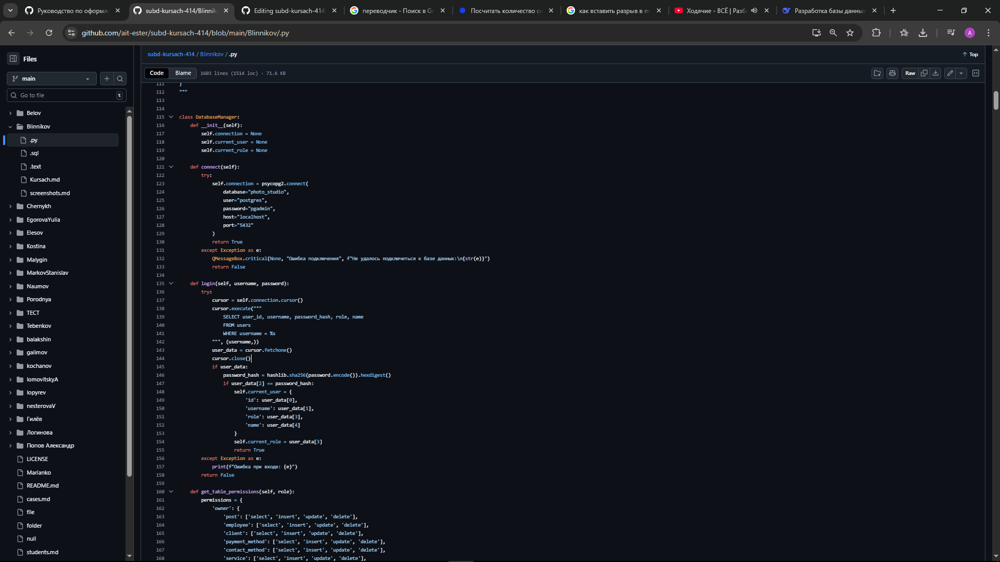 Руководство по оформле
subd-kursach-414/Blinnik
Editing subd-kursach-414,
переводчик - Поиск в Go
Посчитать количество си
как вставить разрыв в m
Ходячие - ВСЁ | Разб
Разработка базы данных
github.com/ait-ester/subd-kursach-414/blob/main/Blinnikov/.py
A
Files
main
Go to file
t
Belov
Blinnikov
.py
.sql
.text
Kursach.md
screenshots.md
Chernykh
EgorovaYulia
Elesov
Kostina
Malygin
MarkovStanislav
Naumov
Porodnya
ТЕСТ
Tebenkov
balakshin
galimov
kochanov
lomovitskyA
lopyrev
nesterovaV
Гилёв
Логинова
Попов Александр
LICENSE
Marianko
README.md
cases.md
file
folder
null
students.md
subd-kursach-414 / Blinnikov / .py
Top
Code Blame 1603 lines (1514 loc) · 71.6 KB
Raw
111 }
112 """
113
114
115 class DatabaseManager:
116 def __init__(self):
117 self.connection = None
118 self.current_user = None
119 self.current_role = None
120
121 def connect(self):
122 try:
123 self.connection = psycopg2.connect(
124 database="photo_studio",
125 user="postgres",
126 password="pgadmin",
127 host="localhost",
128 port="5432"
129 )
130 return True
131 except Exception as e:
132 QMessageBox.critical(None, "Ошибка подключения", f"Не удалось подключиться к базе данных:\n{str(e)}")
133 return False
134
135 def login(self, username, password):
136 try:
137 cursor = self.connection.cursor()
138 cursor.execute("""
139 SELECT user_id, username, password_hash, role, name
140 FROM users
141 WHERE username = %s
142 """, (username,))
143 user_data = cursor.fetchone()
144 cursor.close()
145 if user_data:
146 password_hash = hashlib.sha256(password.encode()).hexdigest()
147 if user_data[2] == password_hash:
148 self.current_user = {
149 'id': user_data[0],
150 'username': user_data[1],
151 'role': user_data[3],
152 'name': user_data[4]
153 }
154 self.current_role = user_data[3]
155 return True
156 except Exception as e:
157 print(f"Ошибка при входе: {e}")
158 return False
159
160 def get_table_permissions(self, role):
161 permissions = {
162 'owner': {
163 'post': ['select', 'insert', 'update', 'delete'],
164 'employee': ['select', 'insert', 'update', 'delete'],
165 'client': ['select', 'insert', 'update', 'delete'],
166 'payment_method': ['select', 'insert', 'update', 'delete'],
167 'contact_method': ['select', 'insert', 'update', 'delete'],
168 'service': ['select', 'insert', 'update', 'delete'],